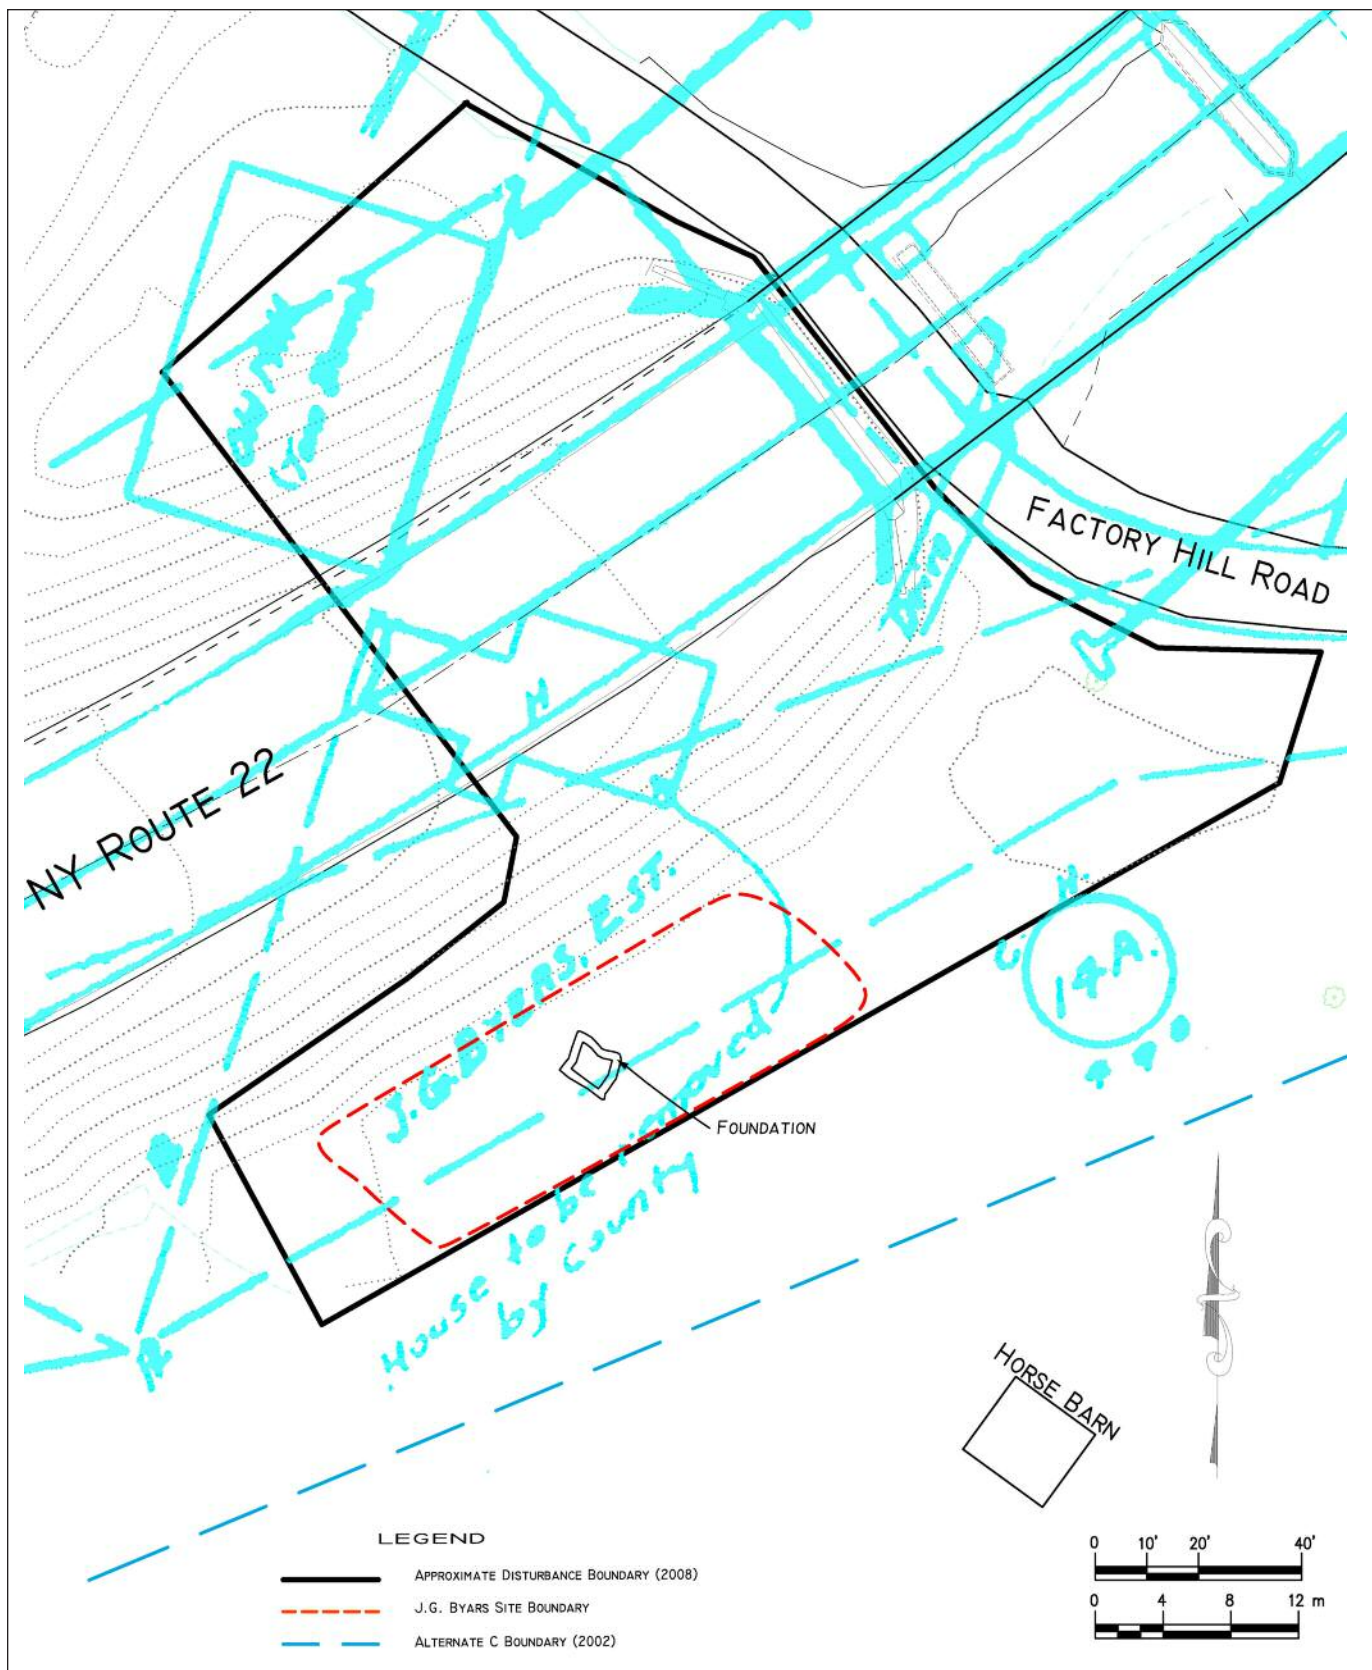 FACTORY HILL ROAD
NY ROUTE 22
H
J.G. BYERS, EST.
14 A.
FOUNDATION
House to be removed
by County
HORSE BARN
LEGEND
APPROXIMATE DISTURBANCE BOUNDARY (2008)
J.G. BYARS SITE BOUNDARY
ALTERNATE C BOUNDARY (2002)
0 10' 20' 40'
0 4 8 12 m